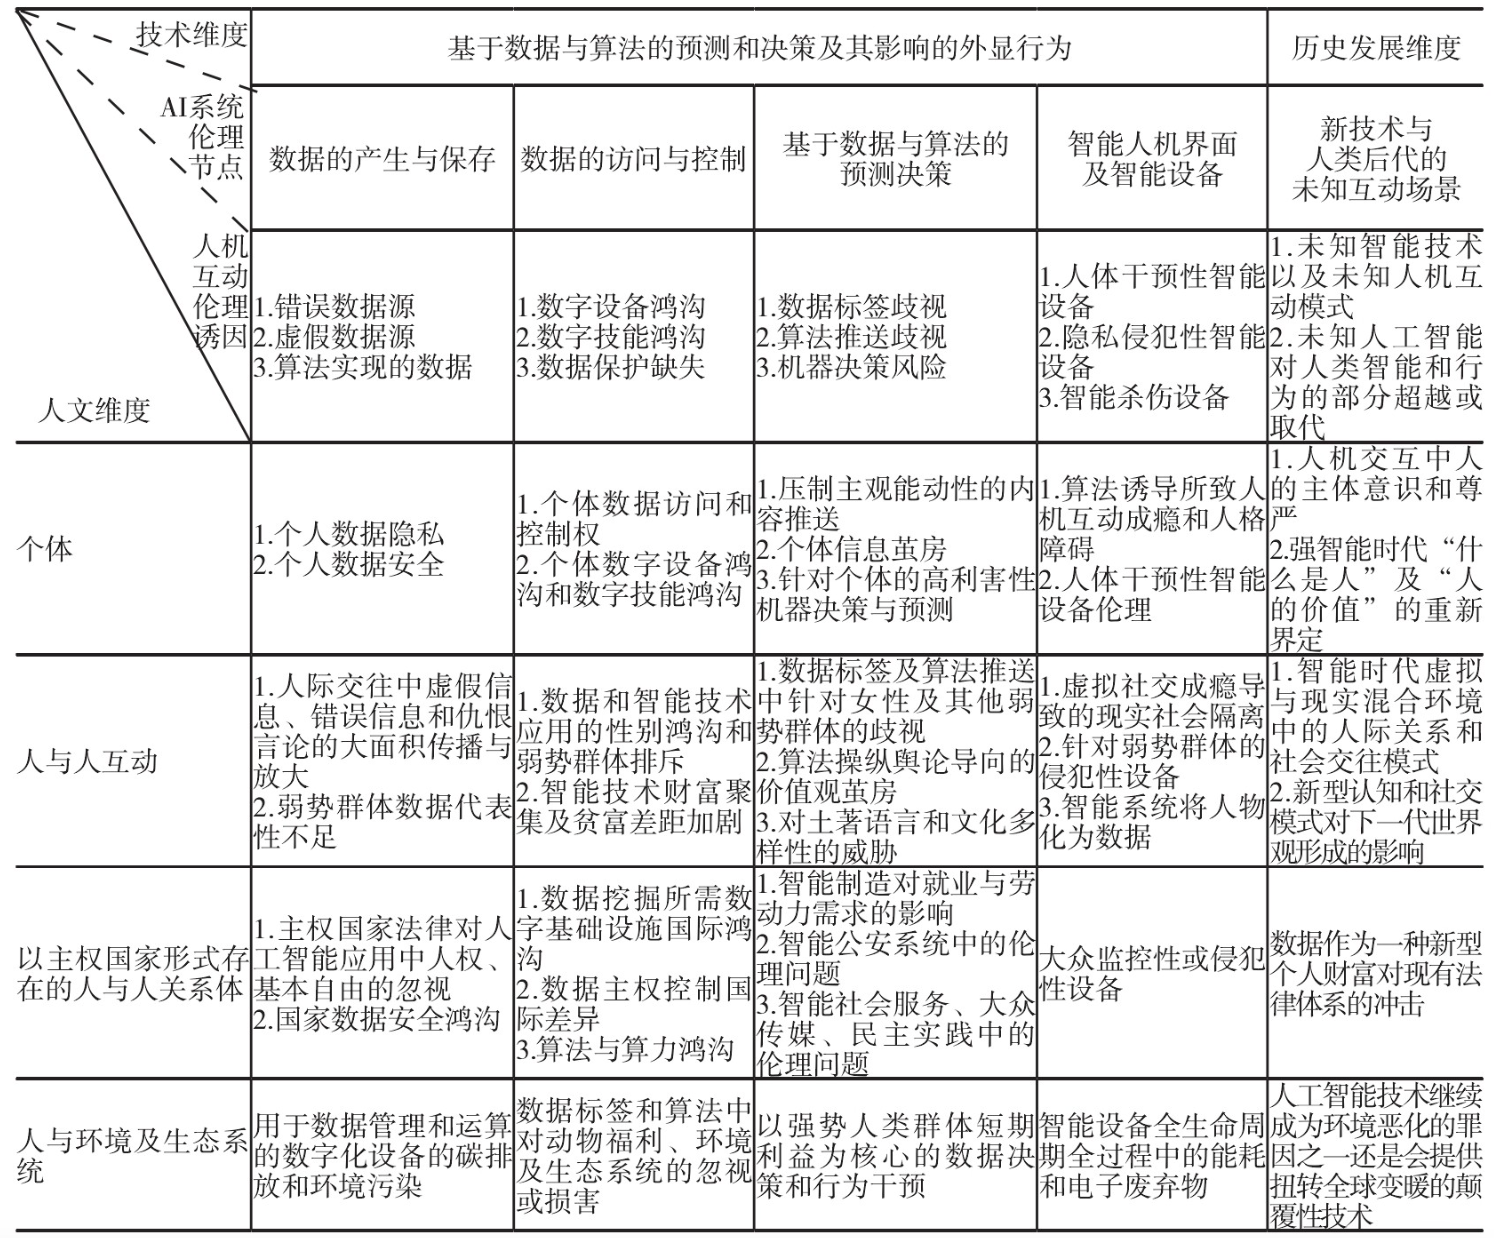 技术维度
基于数据与算法的预测和决策及其影响的外显行为
历史发展维度
AI系统
伦理
节点
数据的产生与保存
数据的访问与控制
基于数据与算法的
预测决策
智能人机界面
及智能设备
新技术与
人类后代的
未知互动场景
人机
互动
伦理
诱因
人文维度
1.错误数据源
2.虚假数据源
3.算法实现的数据
1.数字设备鸿沟
2.数字技能鸿沟
3.数据保护缺失
1.数据标签歧视
2.算法推送歧视
3.机器决策风险
1.人体干预性智能
设备
2.隐私侵犯性智能
设备
3.智能杀伤设备
1.未知智能技术
以及未知人机互
动模式
2.未知人工智能
对人类智能和行
为的部分超越或
取代
个体
1.个人数据隐私
2.个人数据安全
1.个体数据访问和
控制权
2.个体数字设备鸿
沟和数字技能鸿沟
1.压制主观能动性的内
容推送
2.个体信息茧房
3.针对个体的高利害性
机器决策与预测
1.算法诱导所致人
机互动成瘾和人格
障碍
2.人体干预性智能
设备伦理
1.人机交互中人
的主体意识和尊
严
2.强智能时代“什
么是人”及“人
的价值”的重新
界定
人与人互动
1.人际交往中虚假信
息、错误信息和仇恨
言论的大面积传播与
放大
2.弱势群体数据代表
性不足
1.数据和智能技术
应用的性别鸿沟和
弱势群体排斥
2.智能技术财富聚
集及贫富差距加剧
1.数据标签及算法推送
中针对女性及其他弱
势群体的歧视
2.算法操纵舆论导向的
价值观茧房
3.对土著语言和文化多
样性的威胁
1.虚拟社交成瘾导
致的现实社会隔离
2.针对弱势群体的
侵犯性设备
3.智能系统将人物
化为数据
1.智能时代虚拟
与现实混合环境
中的人际关系和
社会交往模式
2.新型认知和社交
模式对下一代世界
观形成的影响
以主权国家形式存
在的人与人关系体
1.主权国家法律对人
工智能应用中人权、
基本自由的忽视
2.国家数据安全鸿沟
1.数据挖掘所需数
字基础设施国际鸿
沟
2.数据主权控制国
际差异
3.算法与算力鸿沟
1.智能制造对就业与劳
动力需求的影响
2.智能公安系统中的伦
理问题
3.智能社会服务、大众
传媒、民主实践中的
伦理问题
大众监控性或侵犯
性设备
数据作为一种新型
个人财富对现有法
律体系的冲击
人与环境及生态系
统
用于数据管理和运算
的数字化设备的碳排
放和环境污染
数据标签和算法中
对动物福利、环境
及生态系统的忽视
或损害
以强势人类群体短期
利益为核心的数据决
策和行为干预
智能设备全生命周
期全过程中的能耗
和电子废弃物
人工智能技术继续
成为环境恶化的罪
因之一还是会提供
扭转全球变暖的颠
覆性技术